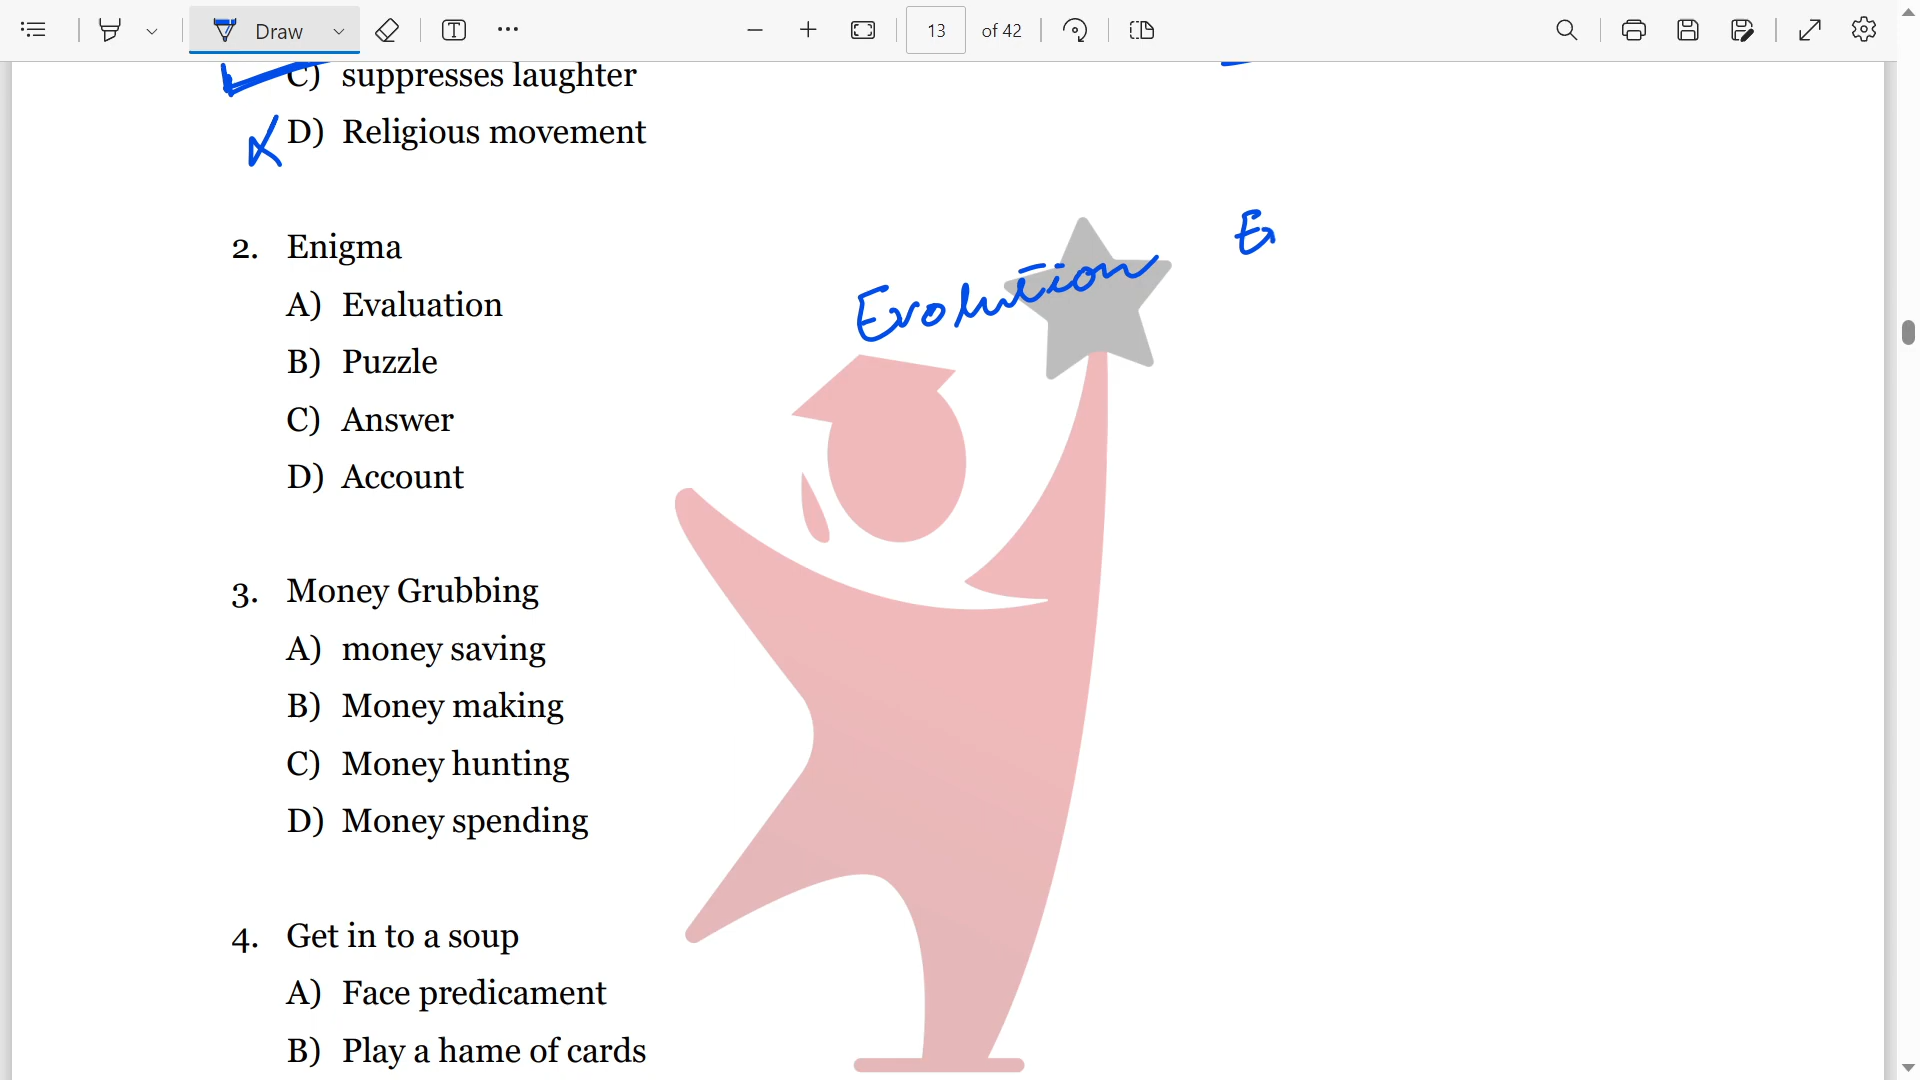 Draw
13 of 42
C) suppresses laughter
D) Religious movement
2. Enigma
A) Evaluation
Evolution
E
B) Puzzle
C) Answer
D) Account
3. Money Grubbing
A) money saving
B) Money making
C) Money hunting
D) Money spending
4. Get in to a soup
A) Face predicament
B) Play a hame of cards